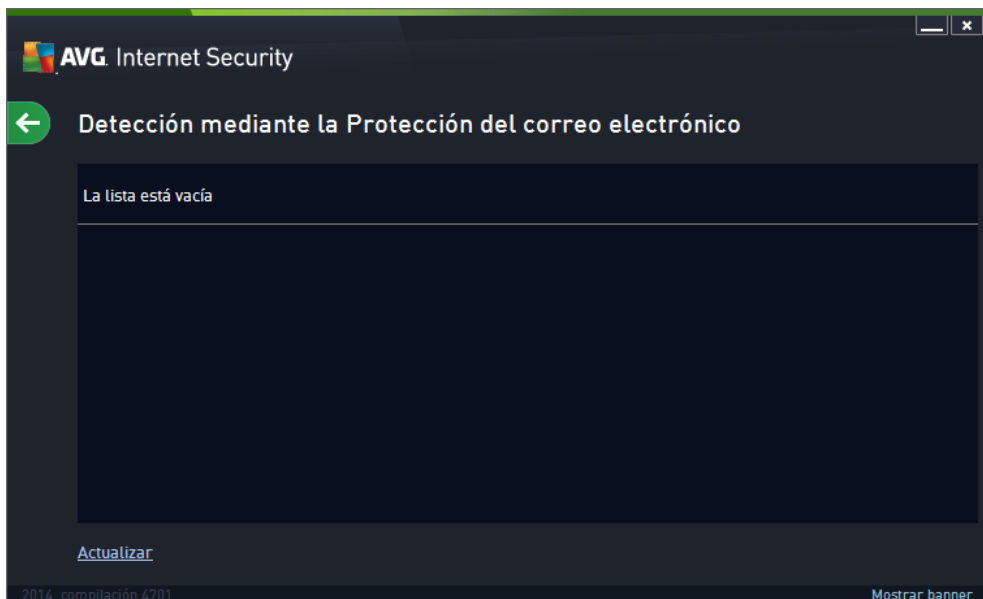 AVG. Internet Security
Detección mediante la Protección del correo electrónico
La lista está vacía
Actualizar
2014 compilación 4701
Mostrar banner